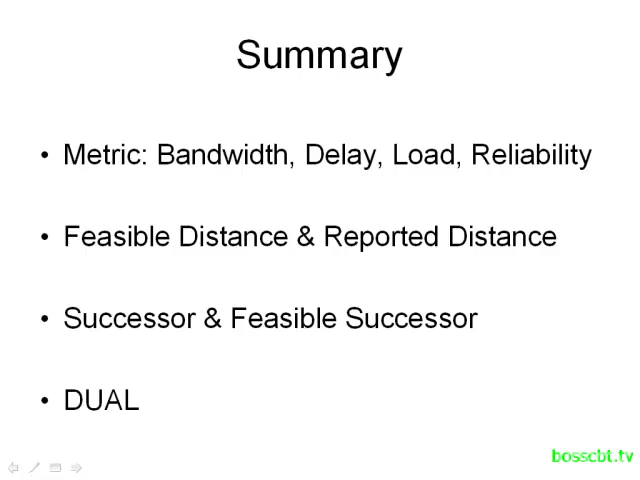 Summary
• Metric: Bandwidth, Delay, Load, Reliability
• Feasible Distance & Reported Distance
• Successor & Feasible Successor
• DUAL
bosscbt.tv